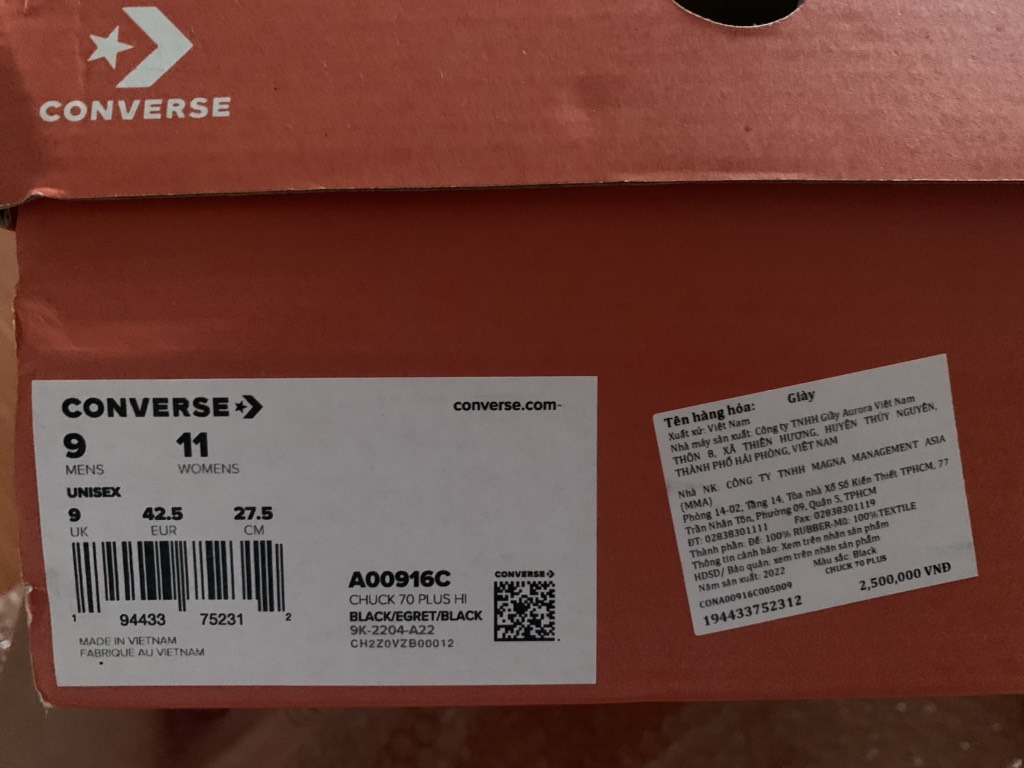 CONVERSE
CONVERSE
converse.com-
9
11
MENS
WOMENS
UNISEX
9
42.5
27.5
UK
EUR
CM
1 94433 75231 2
MADE IN VIETNAM
FABRIQUE AU VIETNAM
A00916C
CHUCK 70 PLUS HI
BLACK/EGRET/BLACK
9K-2204-A22
CH2Z0VZB00012
CONVERSE
Tên hàng hóa: Giày
Xuất xứ: Việt Nam
Nhà máy sản xuất: Công ty TNHH Giầy Aurora Việt Nam
THÔN 8, XÃ THIÊN HƯƠNG, HUYỆN THỦY NGUYÊN,
THÀNH PHỐ HẢI PHÒNG, VIỆT NAM
Nhà NK: CÔNG TY TNHH MAGNA MANAGEMENT ASIA
(MMA)
Phòng 14-02, Tầng 14, Tòa nhà Xổ Số Kiến Thiết TPHCM, 77
Trần Nhân Tôn, Phường 09, Quận 5, TPHCM
ĐT: 02838301111 Fax: 02838301119
Thành phần: Đế: 100% RUBBER-Mũ: 100%TEXTILE
Thông tin cảnh báo: Xem trên nhãn sản phẩm
HDSD/ Bảo quản: xem trên nhãn sản phẩm
Năm sản xuất: 2022 Màu sắc: Black
CONA00916C005009 CHUCK 70 PLUS
194433752312 2,500,000 VNĐ